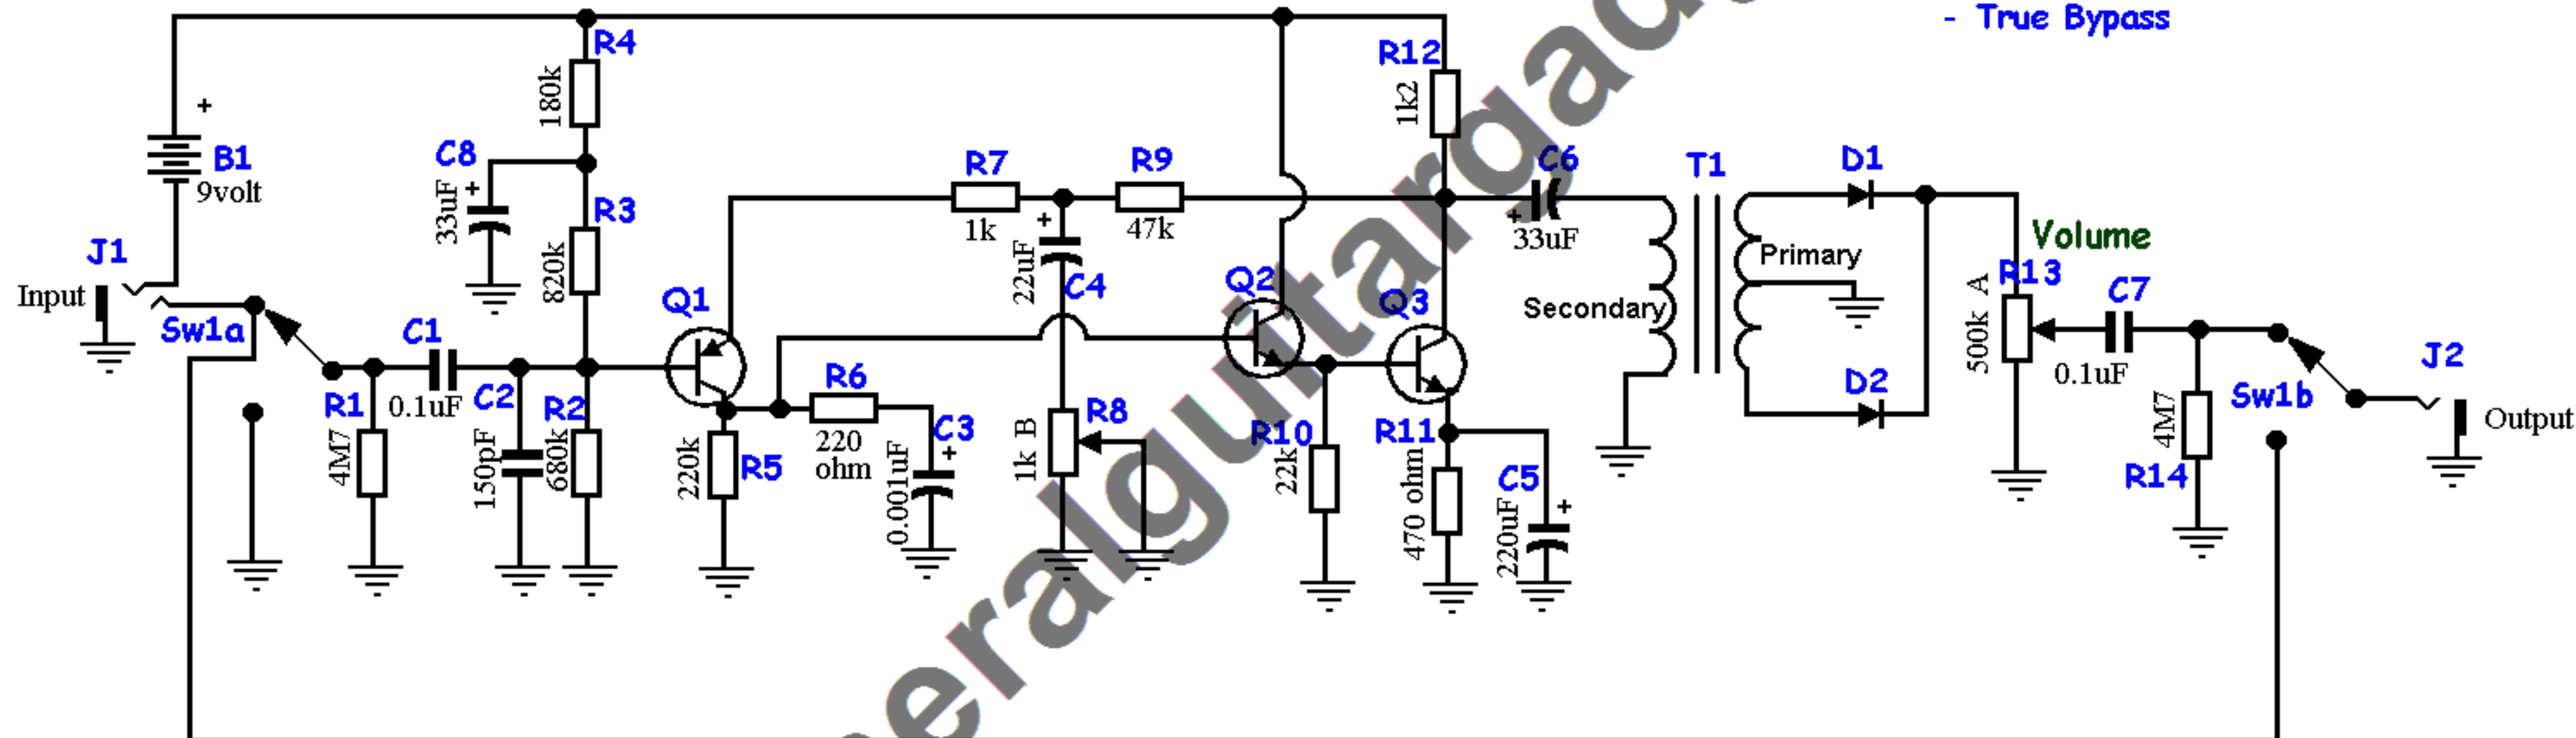 - True Bypass
R4
180k
R12
1k2
+
B1
9volt
C8
33uF
+
R3
820k
R7
1k
R9
47k
C6
+
33uF
T1
D1
Primary
Secondary
Volume
R13
500k A
C7
0.1uF
J1
Input
Sw1a
C1
0.1uF
Q1
+
22uF
C4
Q2
Q3
D2
Sw1b
J2
Output
R1
4M7
C2
150pF
R2
680k
R6
220
ohm
R5
220k
C3
+
0.001uF
R8
1k B
R10
22k
R11
470 ohm
C5
+
220uF
4M7
R14
eralguitargad